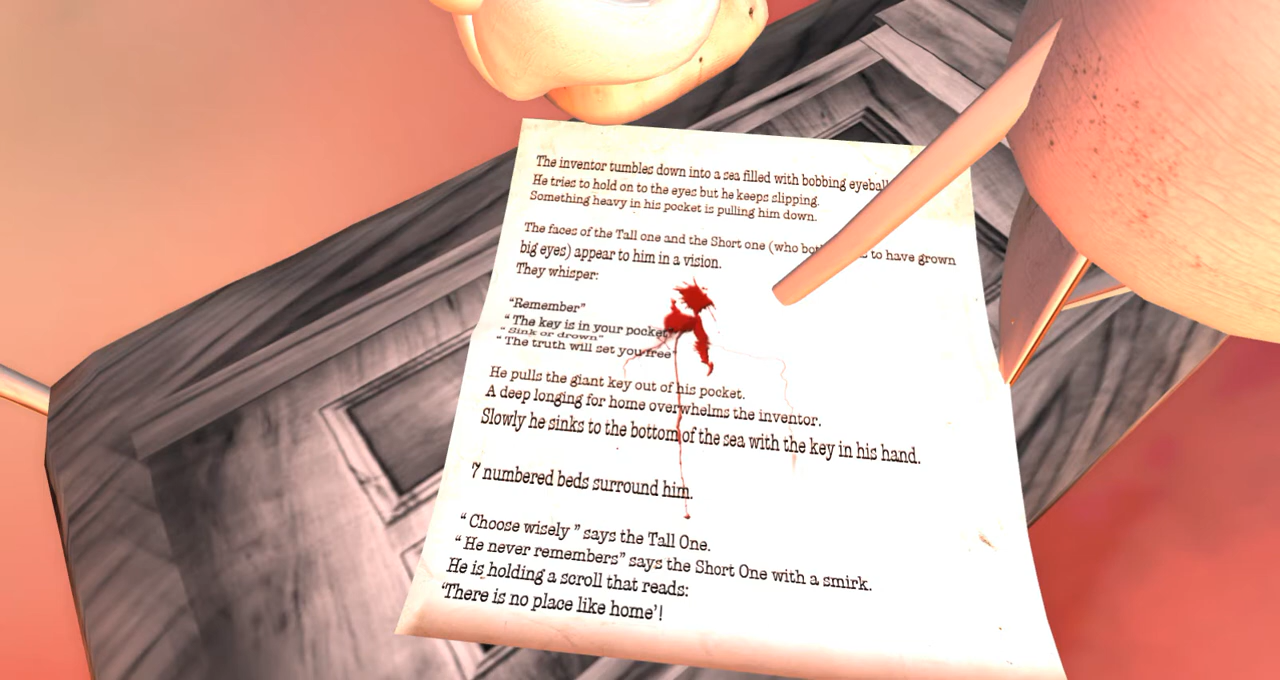 The inventor tumbles down into a sea filled with bobbing
He tries to hold on to the eyes but he keeps slipping.
Something heavy in his pocket is pulling him down.
The faces of the Tall one and the Short one (who to have grown
big eyes) appear to him in a vision.
They whisper:
“Remember”
“ The key is in your pocket”
“ Sink or drown”
“ The truth will set you free”
He pulls the giant key out of his pocket.
A deep longing for home overwhelms the inventor.
Slowly he sinks to the bottom of the sea with the key in his hand.
7 numbered beds surround him.
“ Choose wisely ” says the Tall One.
“ He never remembers” says the Short One with a smirk.
He is holding a scroll that reads:
‘There is no place like home’!